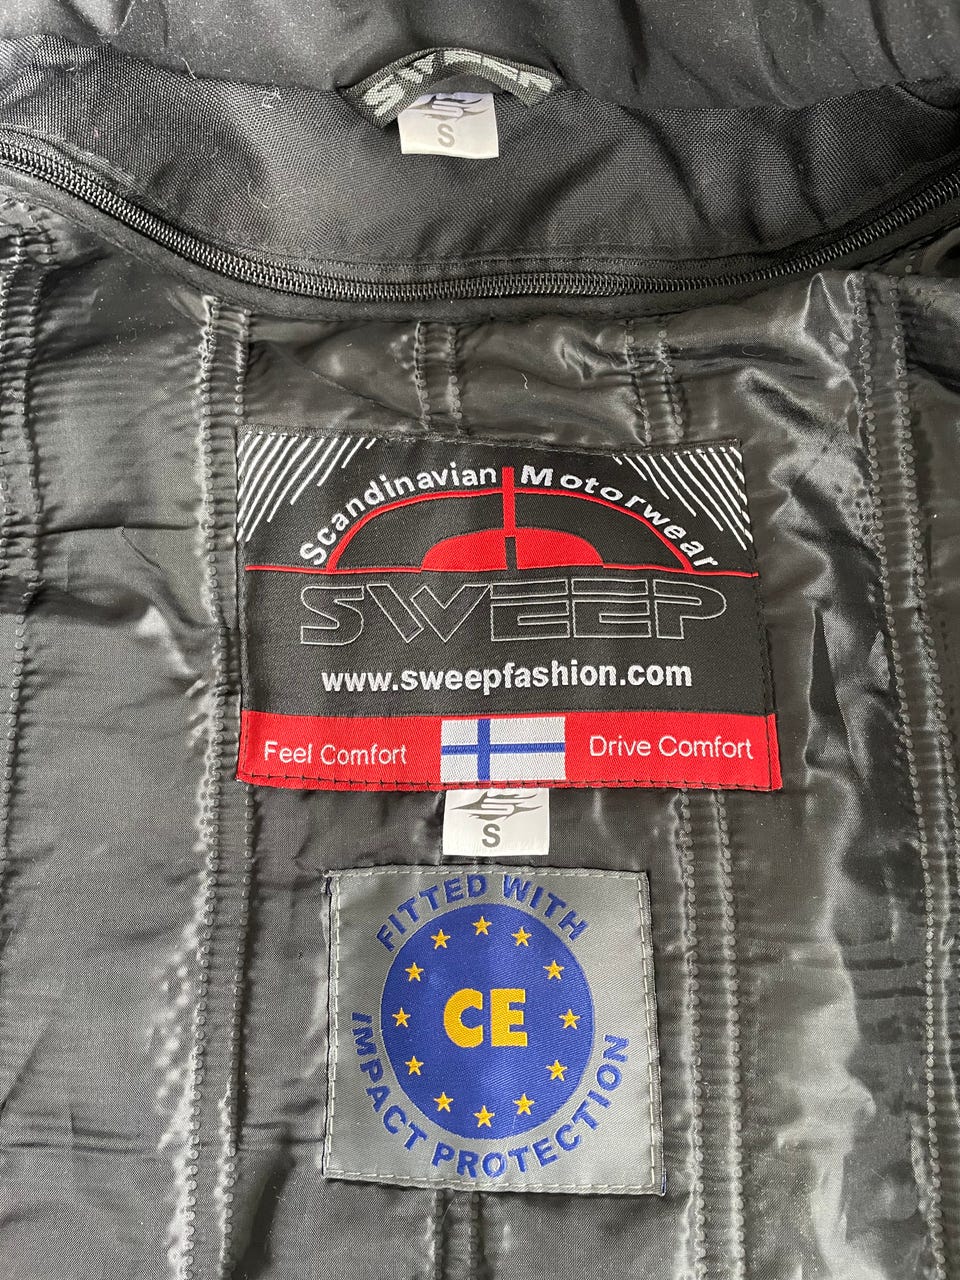 SWEEP
S
S
Scandinavian Motorwear
SWEEP
www.sweepfashion.com
Feel Comfort
Drive Comfort
S
S
FITTED WITH
CE
IMPACT PROTECTION